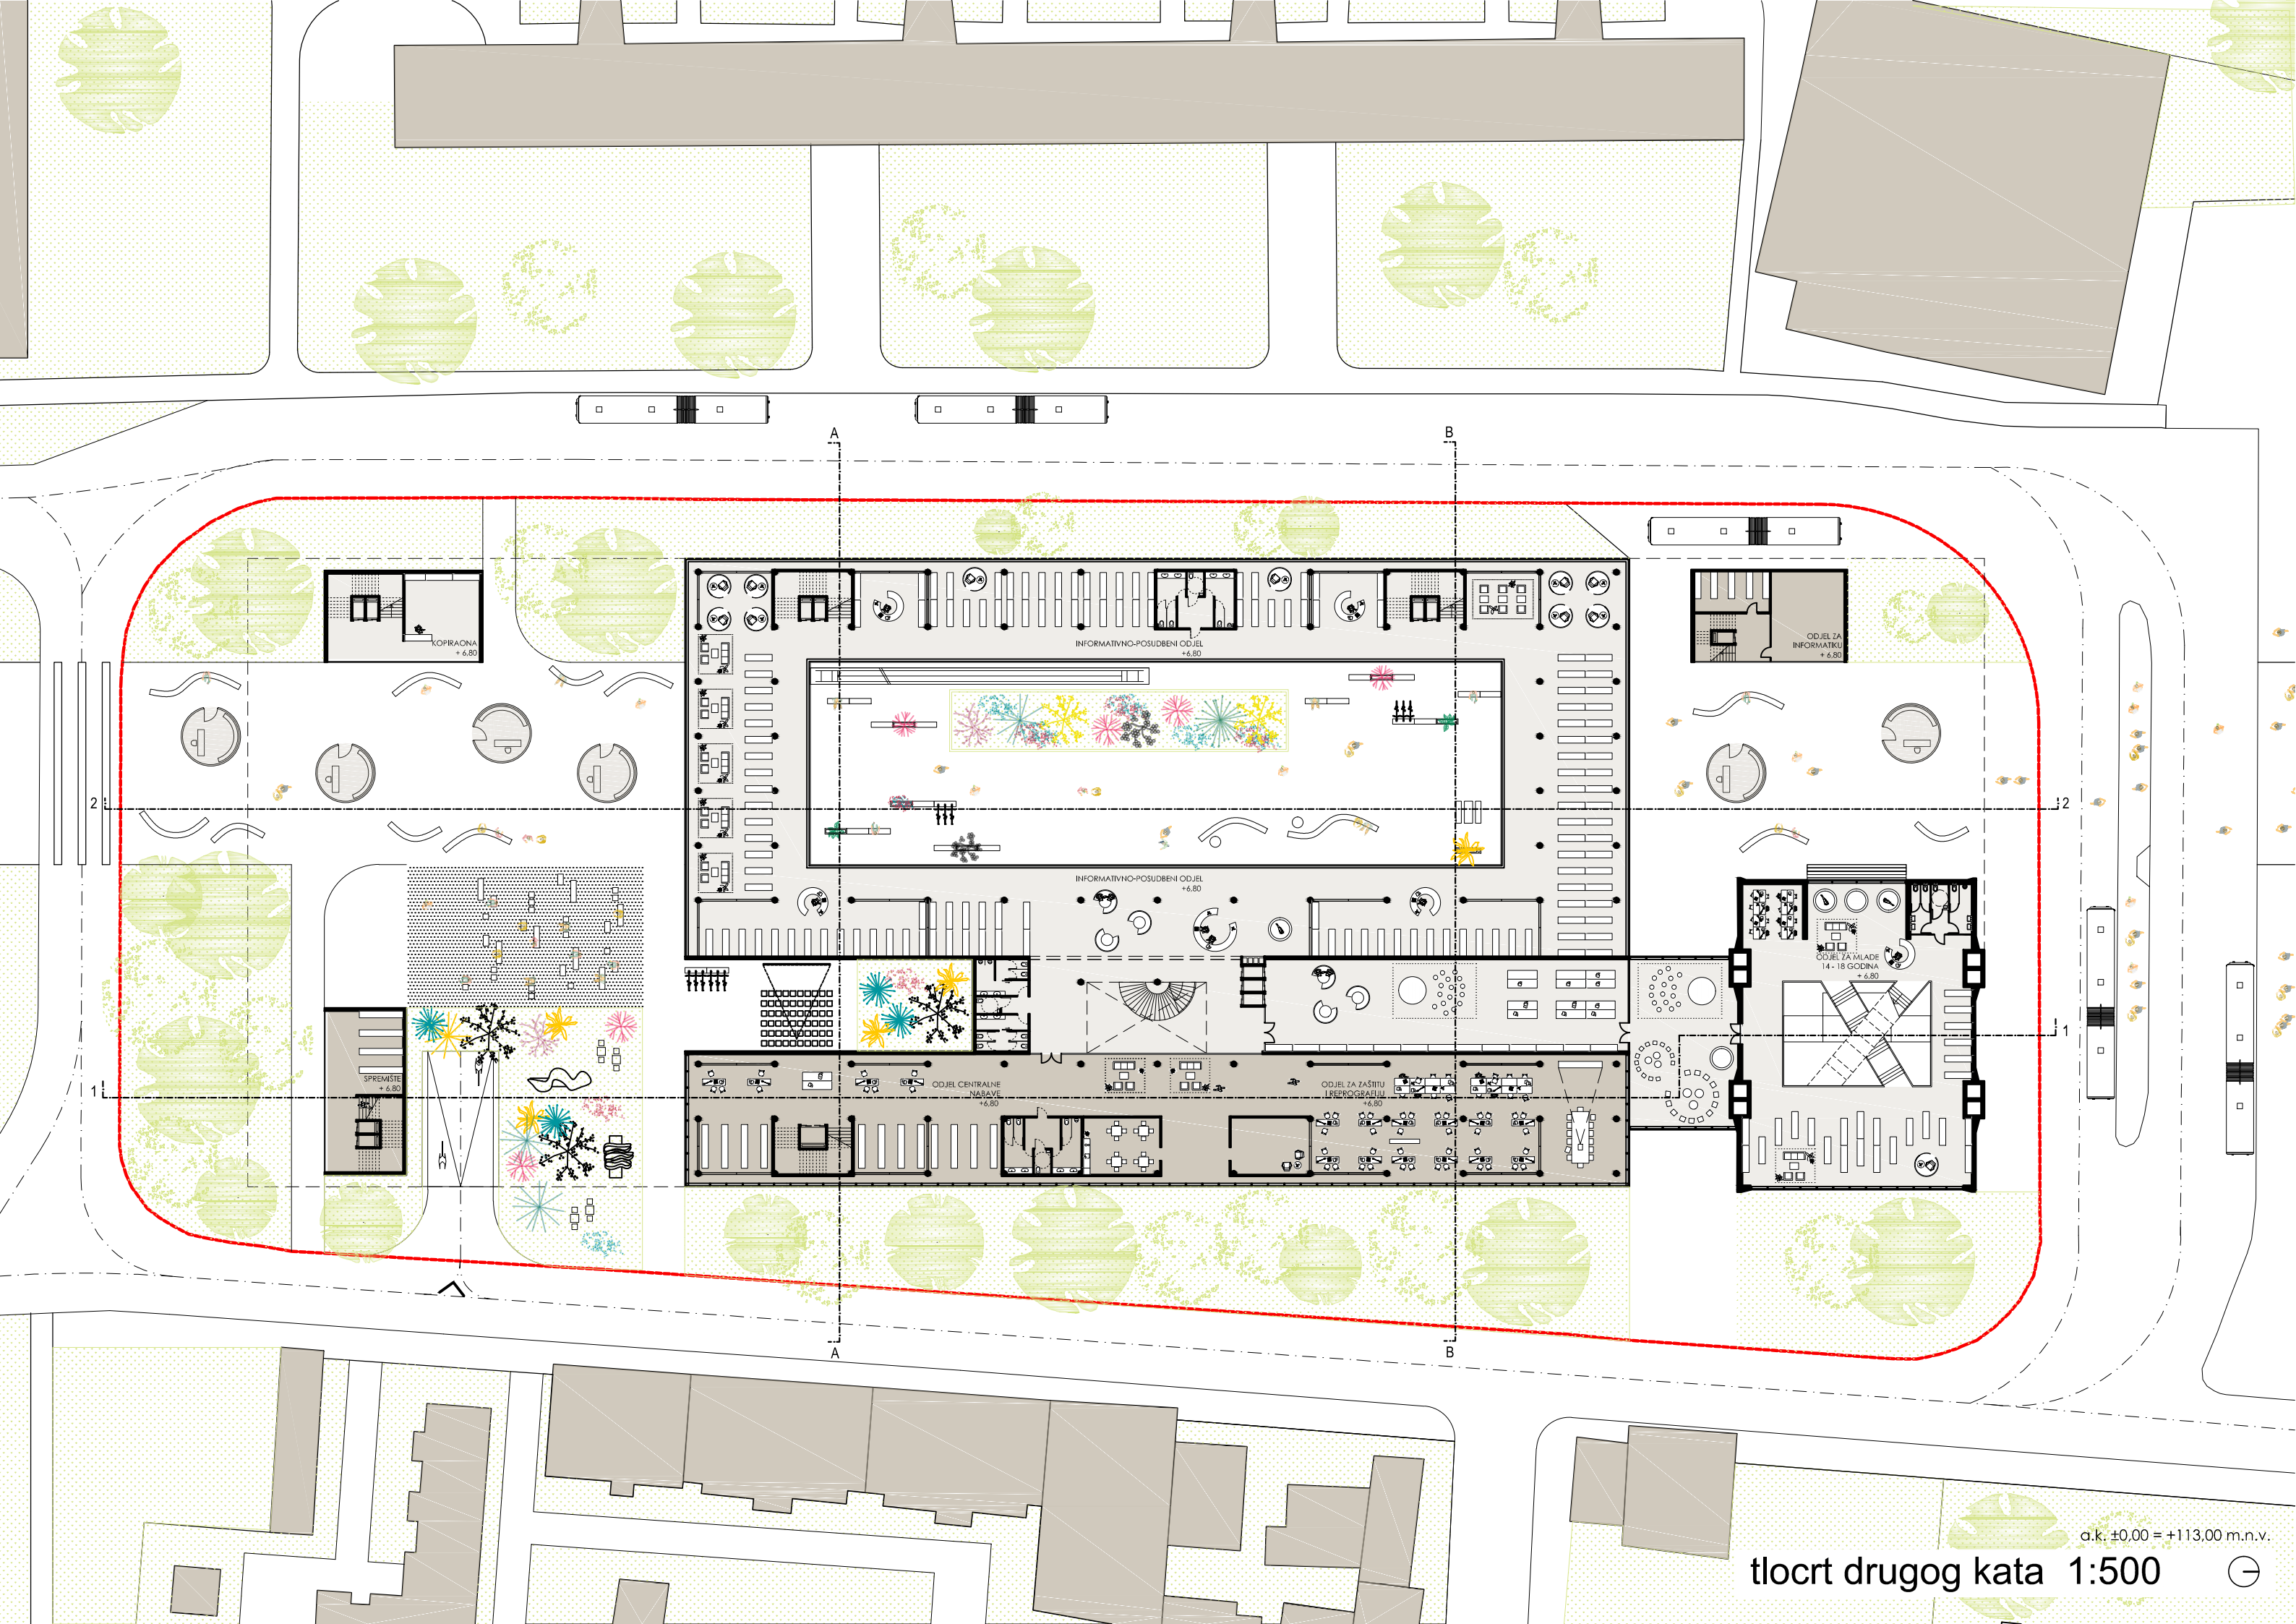 A
B
KOPIRAONA
+ 6,80
INFORMATIVNO-POSUDBENI ODJEL
+6,80
ODJEL ZA
INFORMATIKU
+ 6,80
2
2
INFORMATIVNO-POSUDBENI ODJEL
+6,80
ODJEL ZA MLADE
14 - 18 GODINA
+ 6,80
1
SPREMIŠTE
+ 6,80
ODJEL CENTRALNE
NABAVE
+6,80
ODJEL ZA ZAŠTITU
I REPROGRAFIJU
+6,80
1
A
B
a.k. ±0,00 = +113,00 m.n.v.
tlocrt drugog kata 1:500